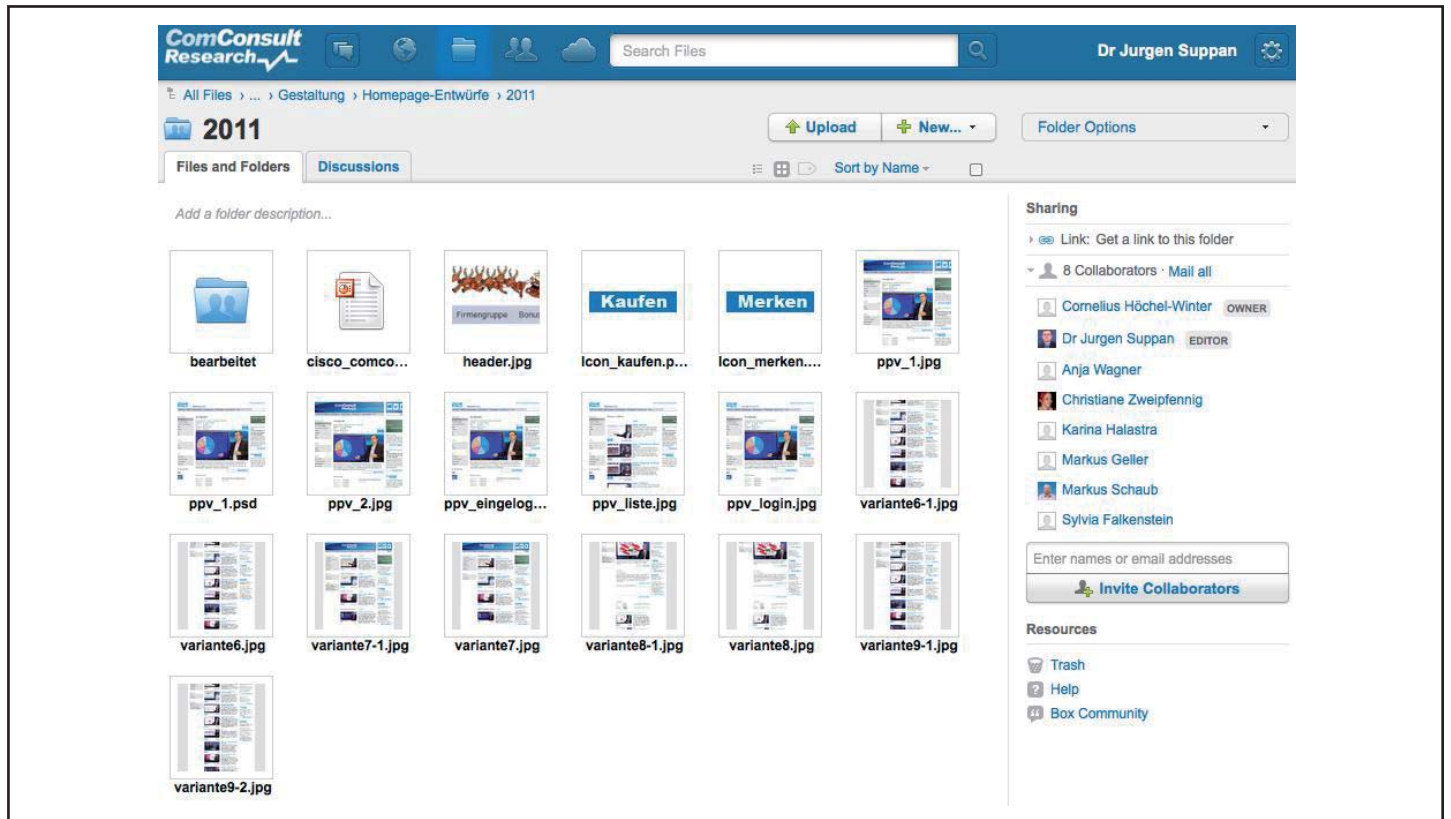 ComConsult
Research
Search Files
Dr Jurgen Suppan
All Files › ... › Gestaltung › Homepage-Entwürfe › 2011
2011
Upload
New...
Folder Options
Files and Folders
Discussions
Sort by Name
Add a folder description...
bearbeitet
cisco_comco...
Firmengruppe Bonu
header.jpg
Kaufen
Icon_kaufen.p...
Merken
Icon_merken....
ppv_1.jpg
ppv_1.psd
ppv_2.jpg
ppv_eingelog...
ppv_liste.jpg
ppv_login.jpg
variante6-1.jpg
variante6.jpg
variante7-1.jpg
variante7.jpg
variante8-1.jpg
variante8.jpg
variante9-1.jpg
variante9-2.jpg
Sharing
Link: Get a link to this folder
8 Collaborators · Mail all
Cornelius Höchel-Winter OWNER
Dr Jurgen Suppan EDITOR
Anja Wagner
Christiane Zweipfennig
Karina Halastra
Markus Geller
Markus Schaub
Sylvia Falkenstein
Enter names or email addresses
Invite Collaborators
Resources
Trash
Help
Box Community